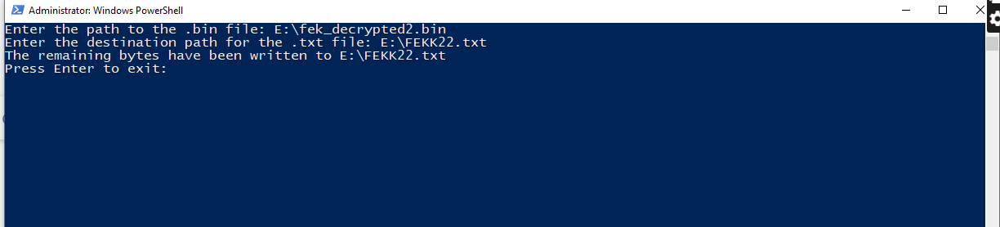 Administrator: Windows PowerShell
Enter the path to the .bin file: E:\fek_decrypted2.bin
Enter the destination path for the .txt file: E:\FEKK22.txt
The remaining bytes have been written to E:\FEKK22.txt
Press Enter to exit: